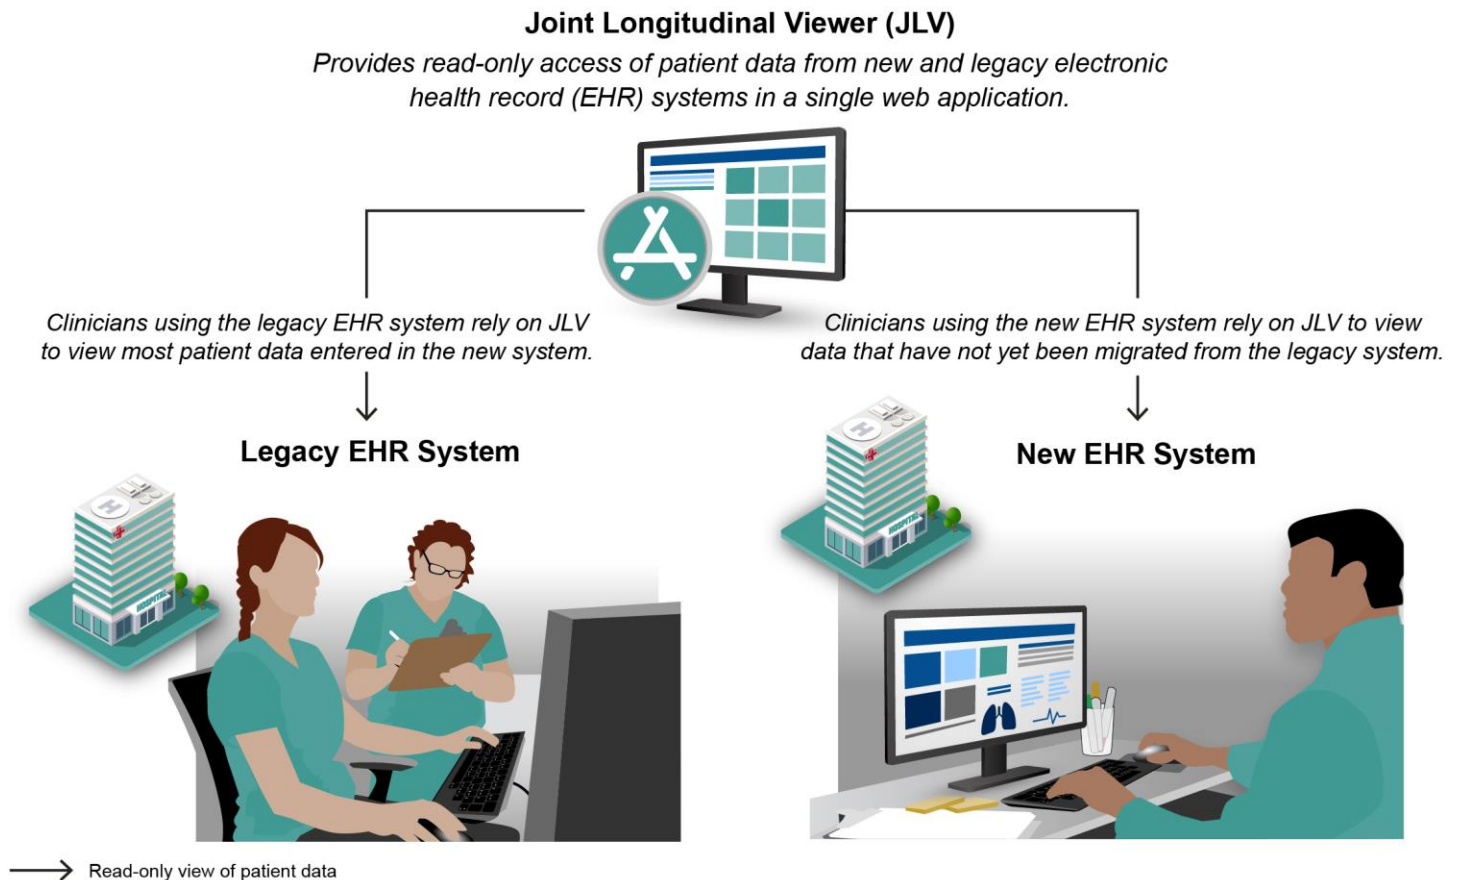 Joint Longitudinal Viewer (JLV)
Provides read-only access of patient data from new and legacy electronic
health record (EHR) systems in a single web application.
Clinicians using the legacy EHR system rely on JLV
to view most patient data entered in the new system.
Clinicians using the new EHR system rely on JLV to view
data that have not yet been migrated from the legacy system.
Legacy EHR System
H
HOSPITAL
New EHR System
H
HOSPITAL
Read-only view of patient data